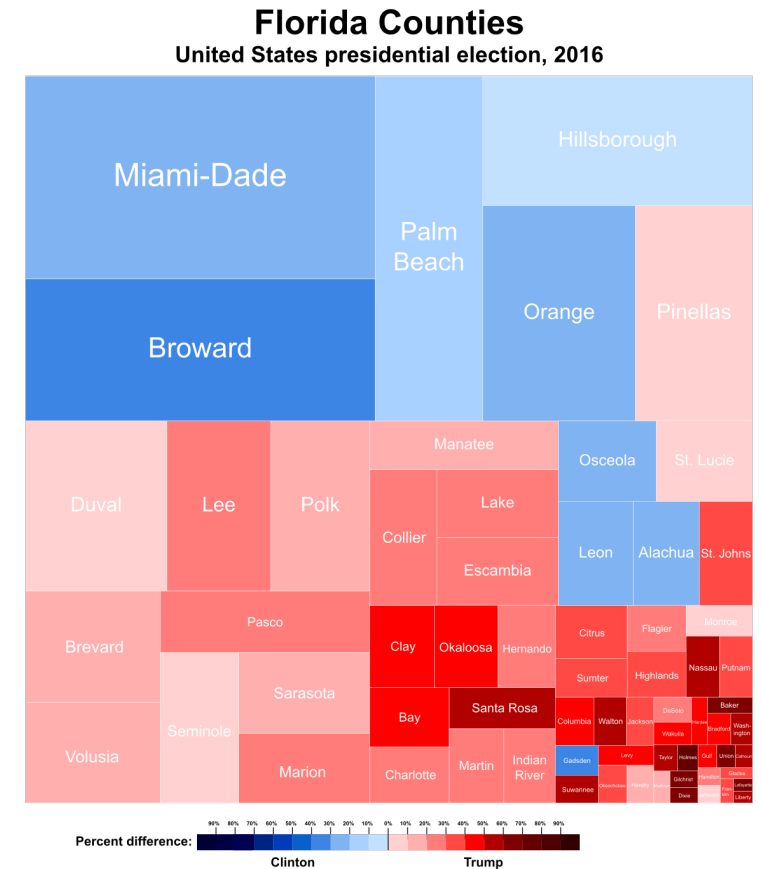 Florida Counties
United States presidential election, 2016
Miami-Dade
Palm
Beach
Hillsborough
Broward
Orange
Pinellas
Duval
Lee
Polk
Manatee
Collier
Lake
Escambia
Osceola
St. Lucie
Leon
Alachua
St. Johns
Brevard
Pasco
Volusia
Seminole
Sarasota
Marion
Clay
Okaloosa
Hernando
Bay
Santa Rosa
Charlotte
Martin
Indian
River
Citrus
Flagler
Monroe
Sumter
Highlands
Nassau
Putnam
Columbia
Walton
Jackson
DeSoto
Wakulla
Baker
Bradford
Wash-
ington
Gadsden
Suwannee
Levy
Okeechobee
Hendry
Taylor
Holmes
Gilchrist
Dixie
Gulf
Union
Calhoun
Hamilton
Glades
Lafayette
Liberty
90% 80% 70% 60% 50% 40% 30% 20% 10% 0% 10% 20% 30% 40% 50% 60% 70% 80% 90%
Percent difference:
Clinton
Trump